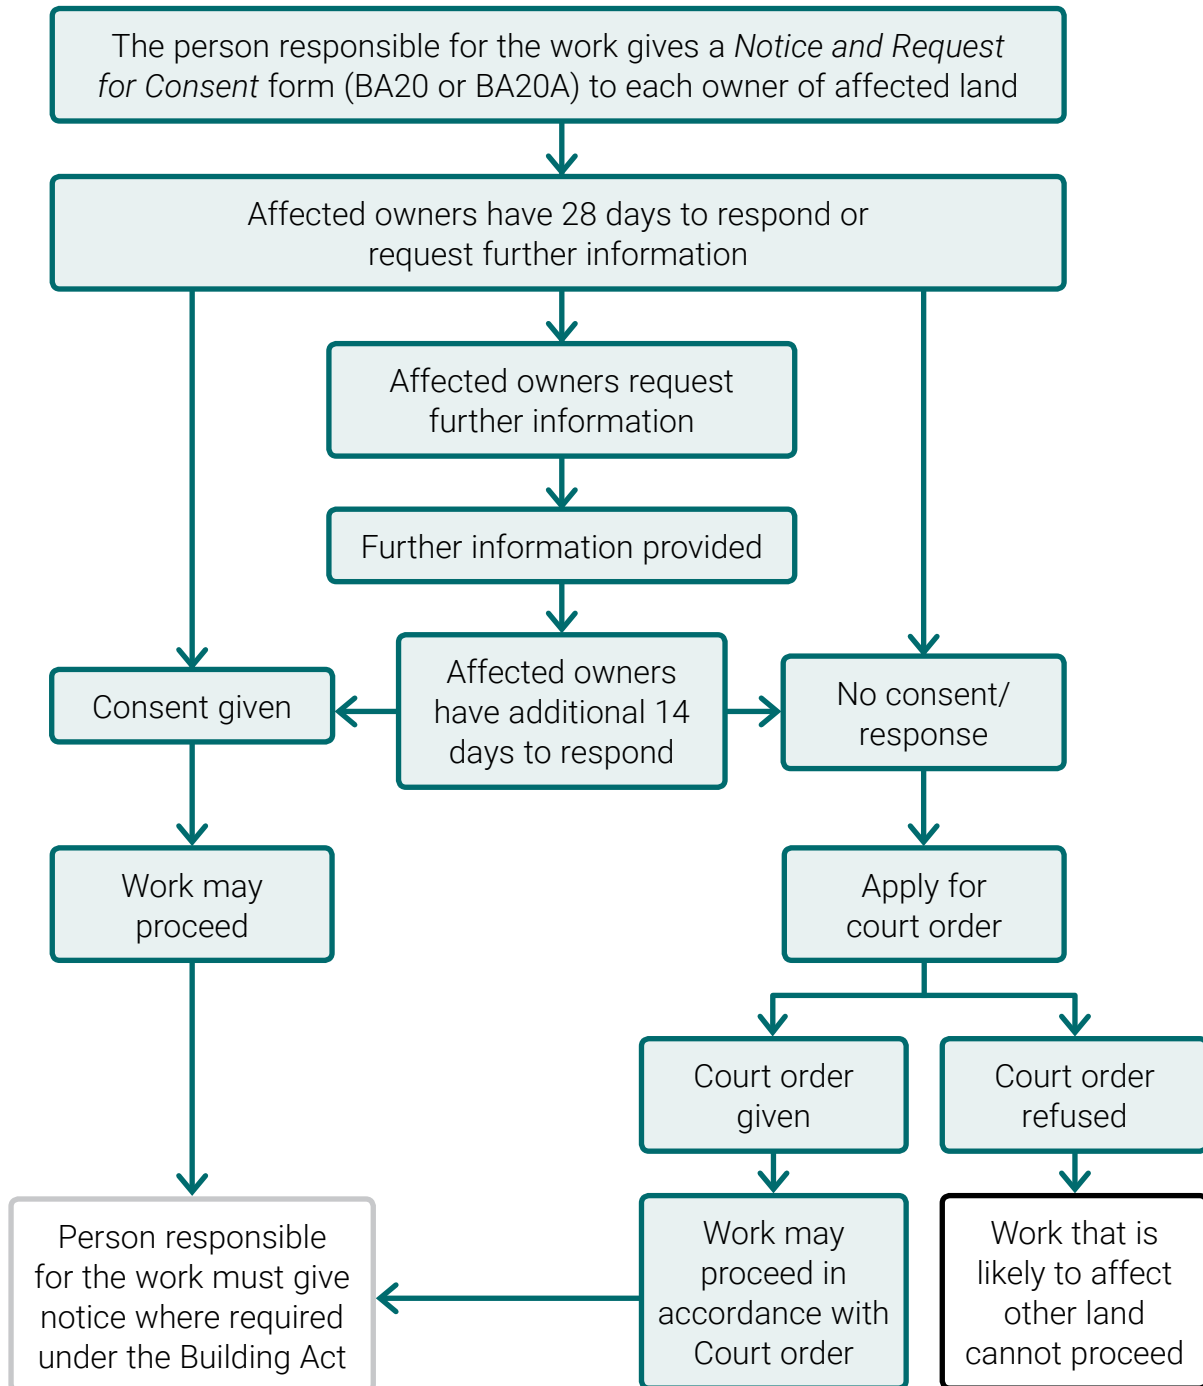 The person responsible for the work gives a Notice and Request
for Consent form (BA20 or BA20A) to each owner of affected land
Affected owners have 28 days to respond or
request further information
Affected owners request
further information
Further information provided
Consent given
Affected owners
have additional 14
days to respond
No consent/
response
Work may
proceed
Apply for
court order
Court order
given
Court order
refused
Person responsible
for the work must give
notice where required
under the Building Act
Work may
proceed in
accordance with
Court order
Work that is
likely to affect
other land
cannot proceed